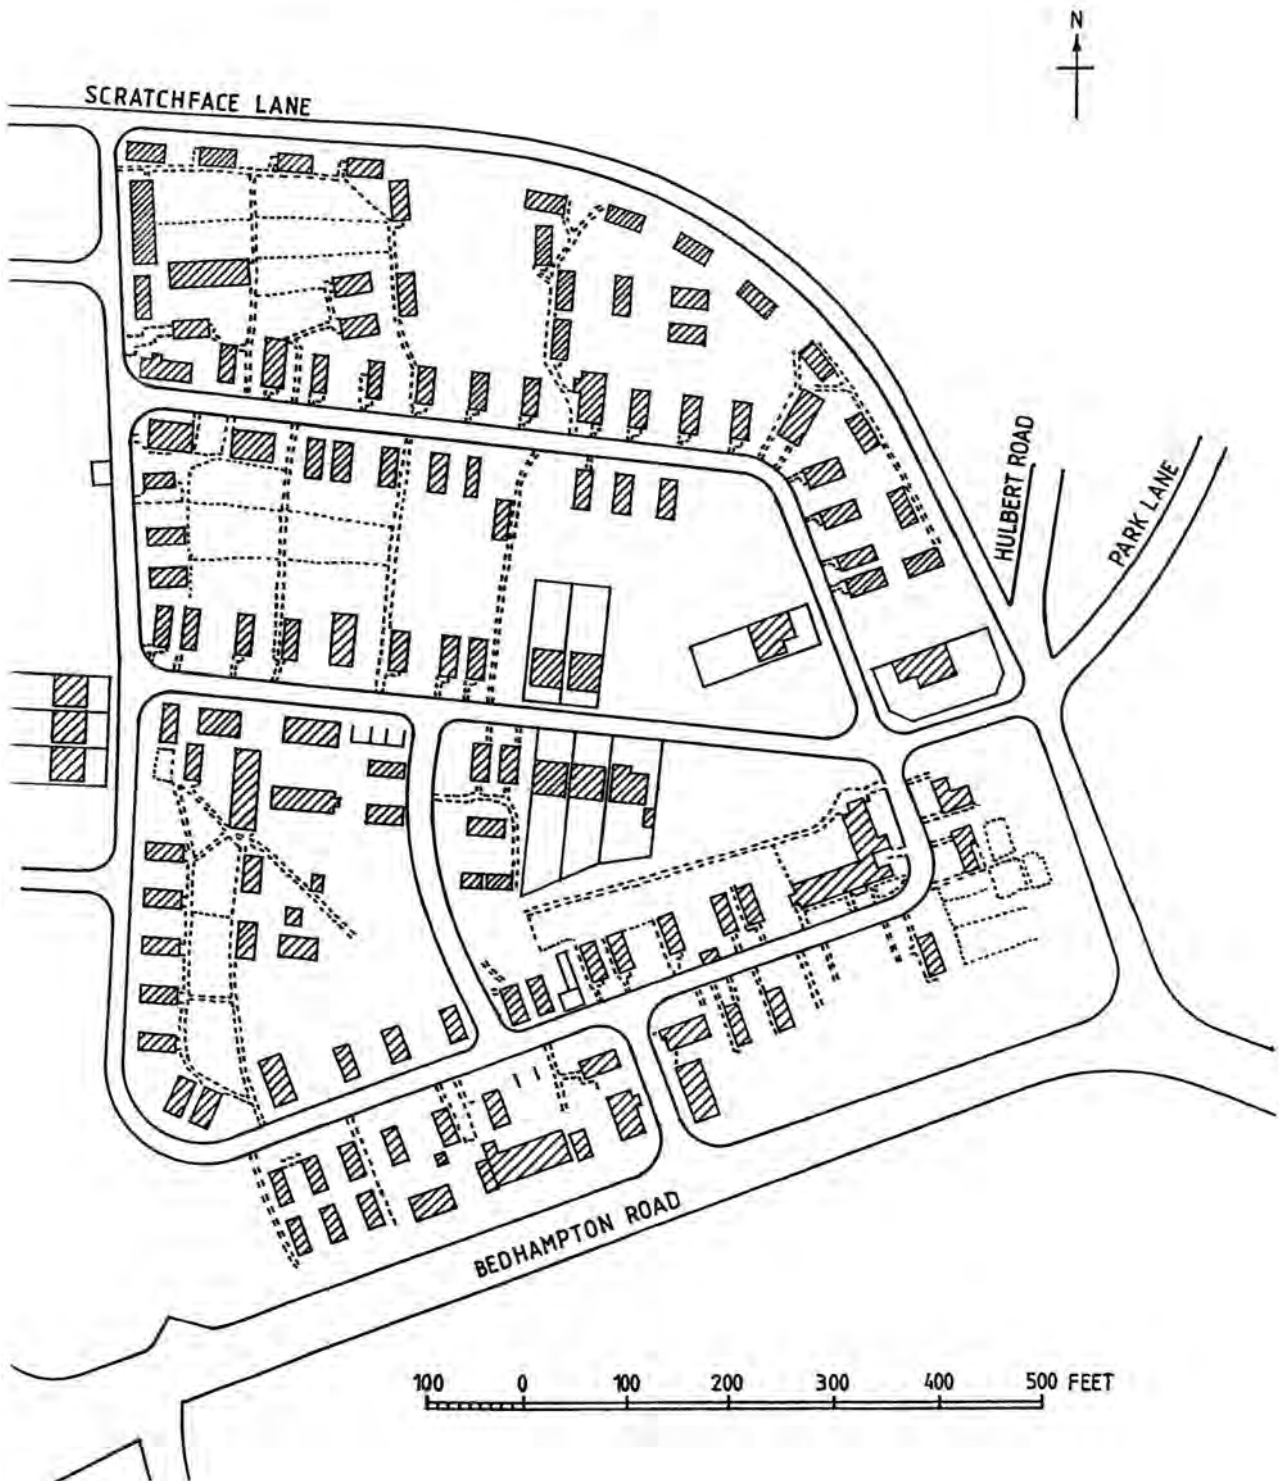 N
SCRATCHFACE LANE
HULBERT ROAD
PARK LANE
BEDHAMPTON ROAD
100 0 100 200 300 400 500 FEET